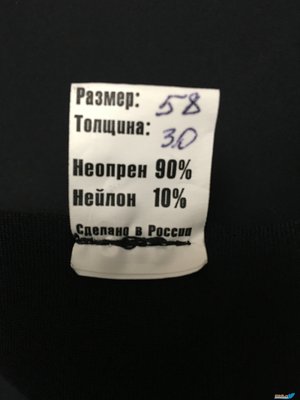 Размер: 58
Толщина: 3.0
Неопрен 90%
Нейлон 10%
Сделано в России